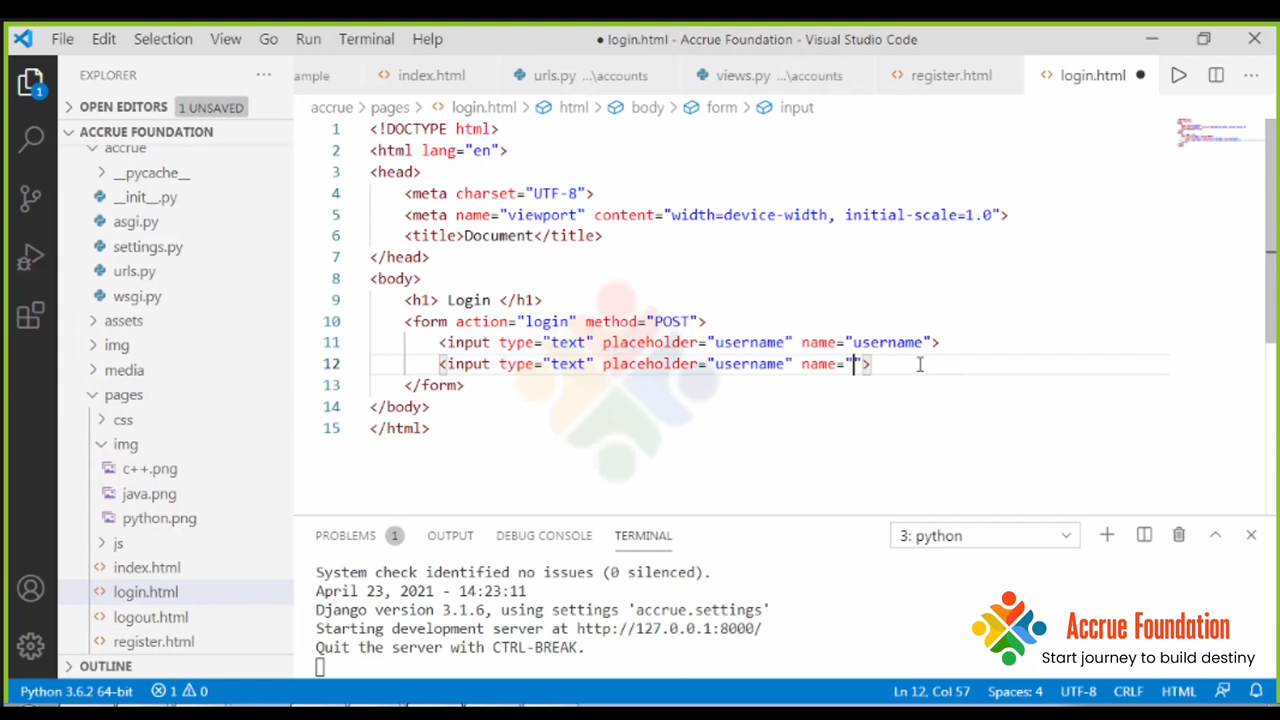 File Edit Selection View Go Run Terminal Help ● login.html - Accrue Foundation - Visual Studio Code
EXPLORER
ample index.html urls.py ...\accounts views.py ...\accounts register.html login.html
OPEN EDITORS 1 UNSAVED
accrue > pages > login.html > html > body > form > input
ACCRUE FOUNDATION
accrue
__pycache__
__init__.py
asgi.py
settings.py
urls.py
wsgi.py
assets
img
media
pages
css
img
c++.png
java.png
python.png
js
index.html
login.html
logout.html
register.html
OUTLINE
1 <!DOCTYPE html>
2 <html lang="en">
3 <head>
4 <meta charset="UTF-8">
5 <meta name="viewport" content="width=device-width, initial-scale=1.0">
6 <title>Document</title>
7 </head>
8 <body>
9 <h1> Login </h1>
10 <form action="login" method="POST">
11 <input type="text" placeholder="username" name="username">
12 <input type="text" placeholder="username" name="">
13 </form>
14 </body>
15 </html>
PROBLEMS 1 OUTPUT DEBUG CONSOLE TERMINAL 3: python
System check identified no issues (0 silenced).
April 23, 2021 - 14:23:11
Django version 3.1.6, using settings 'accrue.settings'
Starting development server at http://127.0.0.1:8000/
Quit the server with CTRL-BREAK.
Accrue Foundation
Start journey to build destiny
1
Python 3.6.2 64-bit 1 0 Ln 12, Col 57 Spaces: 4 UTF-8 CRLF HTML